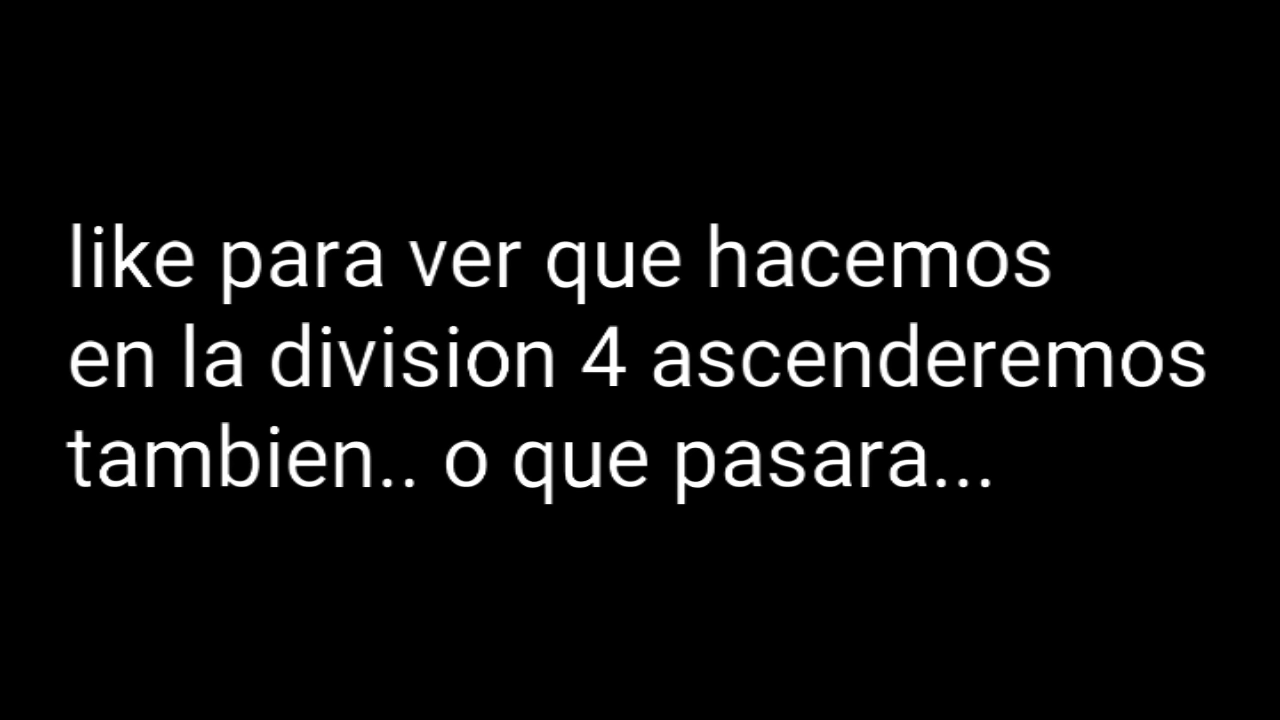 like para ver que hacemos
en la division 4 ascenderemos
tambien.. o que pasara...